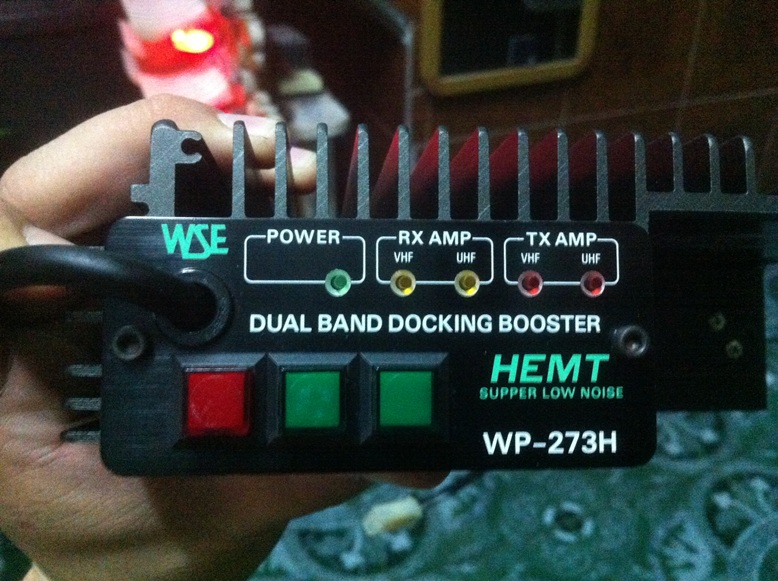 WSE
POWER
RX AMP
VHF UHF
TX AMP
VHF UHF
DUAL BAND DOCKING BOOSTER
HEMT
SUPPER LOW NOISE
WP-273H